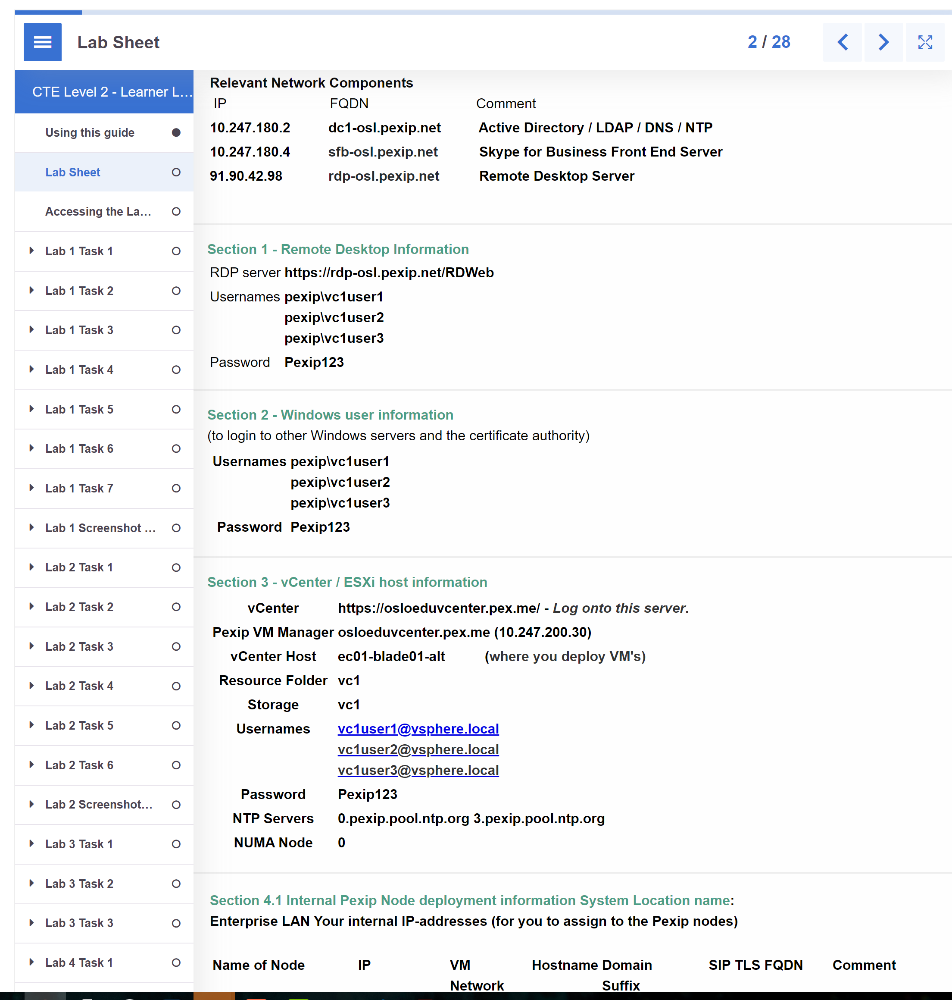 Lab Sheet
2 / 28
CTE Level 2 - Learner L...
Using this guide
Lab Sheet
Accessing the La...
Lab 1 Task 1
Lab 1 Task 2
Lab 1 Task 3
Lab 1 Task 4
Lab 1 Task 5
Lab 1 Task 6
Lab 1 Task 7
Lab 1 Screenshot ...
Lab 2 Task 1
Lab 2 Task 2
Lab 2 Task 3
Lab 2 Task 4
Lab 2 Task 5
Lab 2 Task 6
Lab 2 Screenshot...
Lab 3 Task 1
Lab 3 Task 2
Lab 3 Task 3
Lab 4 Task 1
Relevant Network Components
IP FQDN Comment
10.247.180.2 dc1-osl.pexip.net Active Directory / LDAP / DNS / NTP
10.247.180.4 sfb-osl.pexip.net Skype for Business Front End Server
91.90.42.98 rdp-osl.pexip.net Remote Desktop Server
Section 1 - Remote Desktop Information
RDP server https://rdp-osl.pexip.net/RDWeb
Usernames pexip\vc1user1
pexip\vc1user2
pexip\vc1user3
Password Pexip123
Section 2 - Windows user information
(to login to other Windows servers and the certificate authority)
Usernames pexip\vc1user1
pexip\vc1user2
pexip\vc1user3
Password Pexip123
Section 3 - vCenter / ESXi host information
vCenter https://osloeduvcenter.pex.me/ - Log onto this server.
Pexip VM Manager osloeduvcenter.pex.me (10.247.200.30)
vCenter Host ec01-blade01-alt (where you deploy VM's)
Resource Folder vc1
Storage vc1
Usernames vc1user1@vsphere.local
vc1user2@vsphere.local
vc1user3@vsphere.local
Password Pexip123
NTP Servers 0.pexip.pool.ntp.org 3.pexip.pool.ntp.org
NUMA Node 0
Section 4.1 Internal Pexip Node deployment information System Location name:
Enterprise LAN Your internal IP-addresses (for you to assign to the Pexip nodes)
Name of Node IP VM Hostname Domain SIP TLS FQDN Comment
Network Suffix